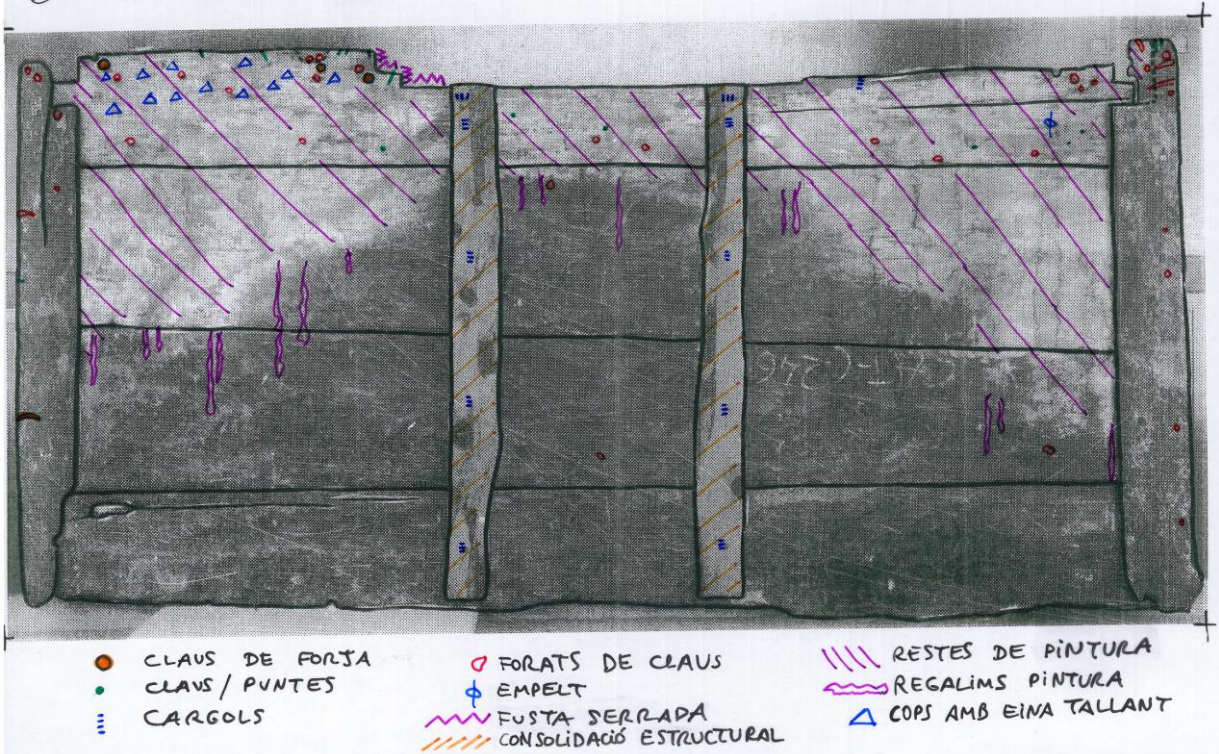 CLAUS DE FORJA
CLAUS / PUNTES
CARGOLS
FORATS DE CLAUS
EMPELT
FUSTA SERRADA
CONSOLIDACIÓ ESTRUCTURAL
RESTES DE PINTURA
REGALIMS PINTURA
COPS AMB EINA TALLANT